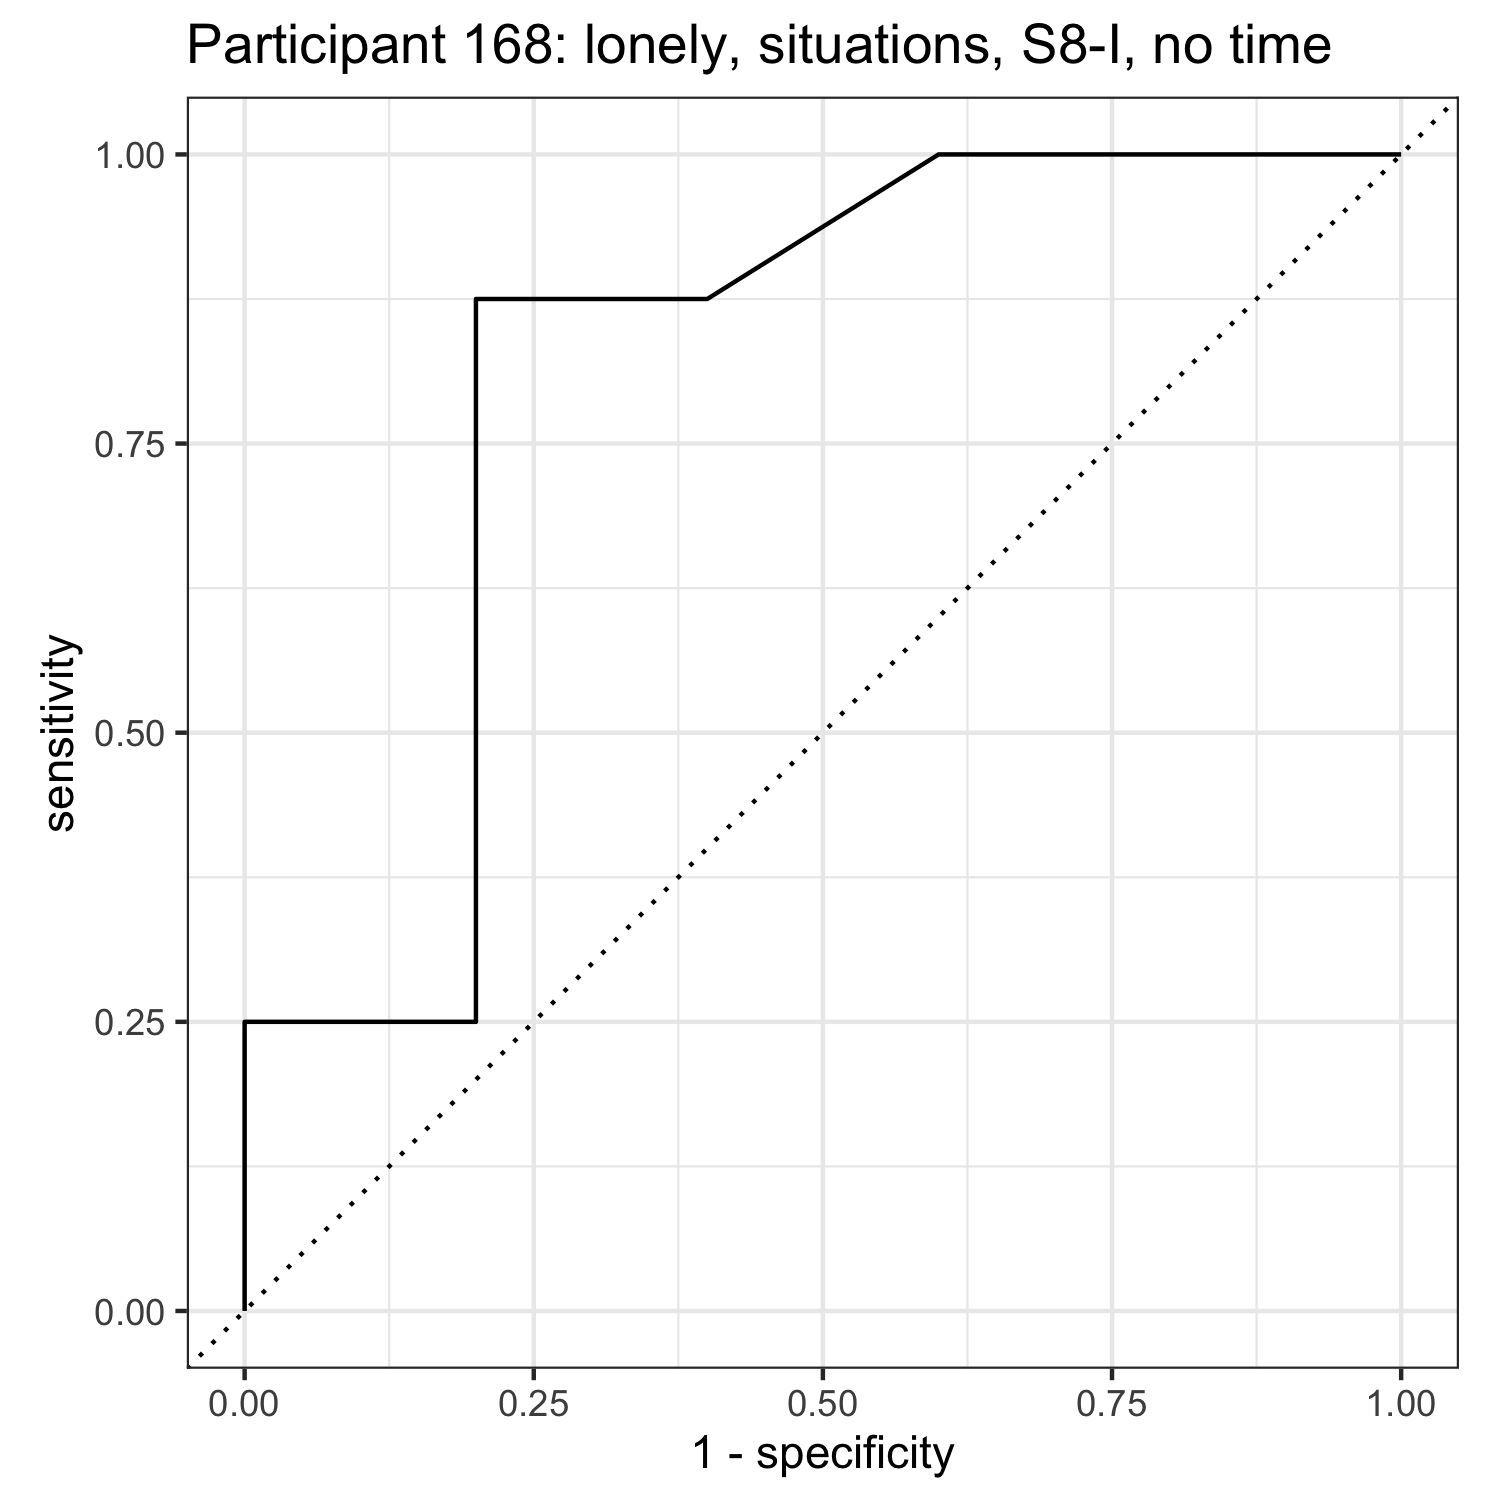 Participant 168: lonely, situations, S8-I, no time
1.00
0.75
0.50
0.25
0.00
sensitivity
0.00 0.25 0.50 0.75 1.00
1 - specificity